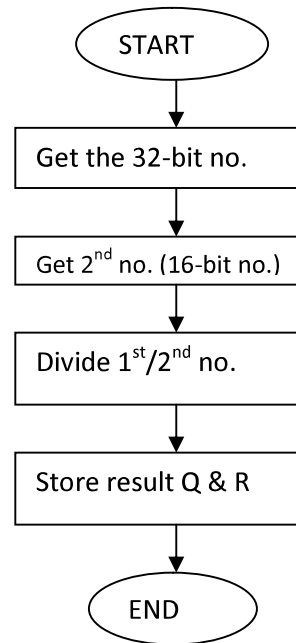 START
Get the 32-bit no.
Get 2nd no. (16-bit no.)
Divide 1st/2nd no.
Store result Q & R
END